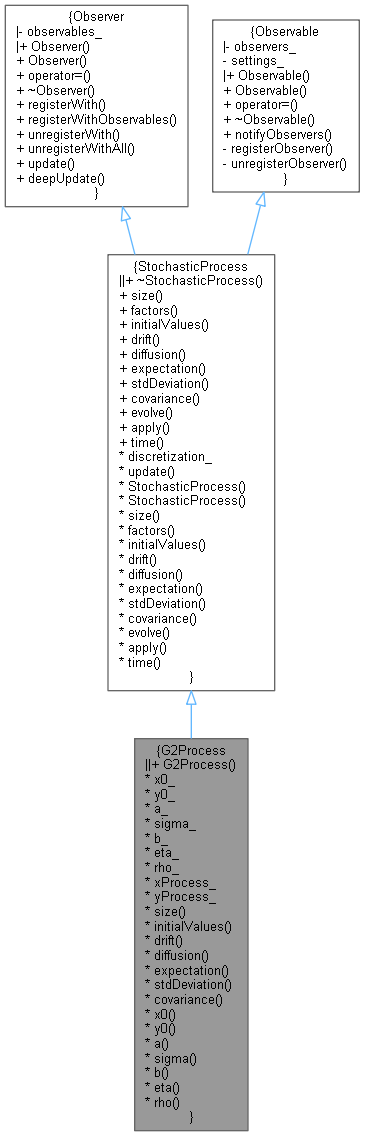 {Observer
|- observables_
|+ Observer()
+ Observer()
+ operator=()
+ ~Observer()
+ registerWith()
+ registerWithObservables()
+ unregisterWith()
+ unregisterWithAll()
+ update()
+ deepUpdate()
}
{Observable
|- observers_
- settings_
|+ Observable()
+ Observable()
+ operator=()
+ ~Observable()
+ notifyObservers()
- registerObserver()
- unregisterObserver()
}
{StochasticProcess
||+ ~StochasticProcess()
+ size()
+ factors()
+ initialValues()
+ drift()
+ diffusion()
+ expectation()
+ stdDeviation()
+ covariance()
+ evolve()
+ apply()
+ time()
* discretization_
* update()
* StochasticProcess()
* StochasticProcess()
* size()
* factors()
* initialValues()
* drift()
* diffusion()
* expectation()
* stdDeviation()
* covariance()
* evolve()
* apply()
* time()
}
{G2Process
||+ G2Process()
* x0_
* y0_
* a_
* sigma_
* b_
* eta_
* rho_
* xProcess_
* yProcess_
* size()
* initialValues()
* drift()
* diffusion()
* expectation()
* stdDeviation()
* covariance()
* x0()
* y0()
* a()
* sigma()
* b()
* eta()
* rho()
}